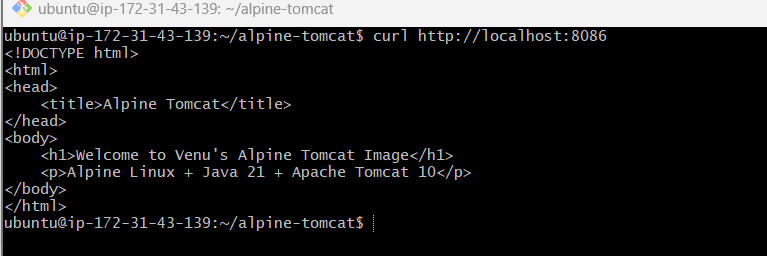 ubuntu@ip-172-31-43-139: ~/alpine-tomcat
ubuntu@ip-172-31-43-139:~/alpine-tomcat$ curl http://localhost:8086
<!DOCTYPE html>
<html>
<head>
    <title>Alpine Tomcat</title>
</head>
<body>
    <h1>Welcome to Venu's Alpine Tomcat Image</h1>
    <p>Alpine Linux + Java 21 + Apache Tomcat 10</p>
</body>
</html>
ubuntu@ip-172-31-43-139:~/alpine-tomcat$